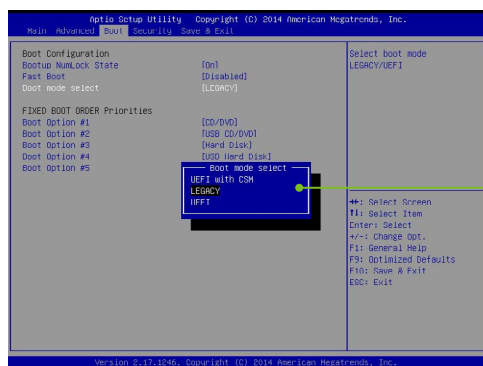 Aptio Setup Utility Copyright (C) 2014 American Megatrends, Inc.
Main Advanced Boot Security Save & Exit
Boot Configuration
Bootup NumLock State [On]
Fast Boot [Disabled]
Boot mode select [LEGACY]
FIXED BOOT ORDER Priorities
Boot Option #1 [CD/DVD]
Boot Option #2 [USB CD/DVD]
Boot Option #3 [Hard Disk]
Boot Option #4 [USB Hard Disk]
Boot Option #5
Boot mode select
UEFI with CSM
LEGACY
UEFI
Select boot mode
LEGACY/UEFI
→←: Select Screen
↑↓: Select Item
Enter: Select
+/-: Change Opt.
F1: General Help
F9: Optimized Defaults
F10: Save & Exit
ESC: Exit
Version 2.17.1246. Copyright (C) 2014 American Megatrends, Inc.